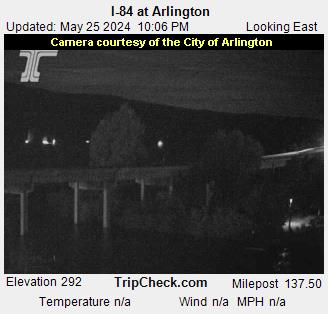 I-84 at Arlington
Updated: May 25 2024 10:06 PM Looking East
Camera courtesy of the City of Arlington
Elevation 292 TripCheck.com Milepost 137.50
Temperature n/a Wind n/a MPH n/a